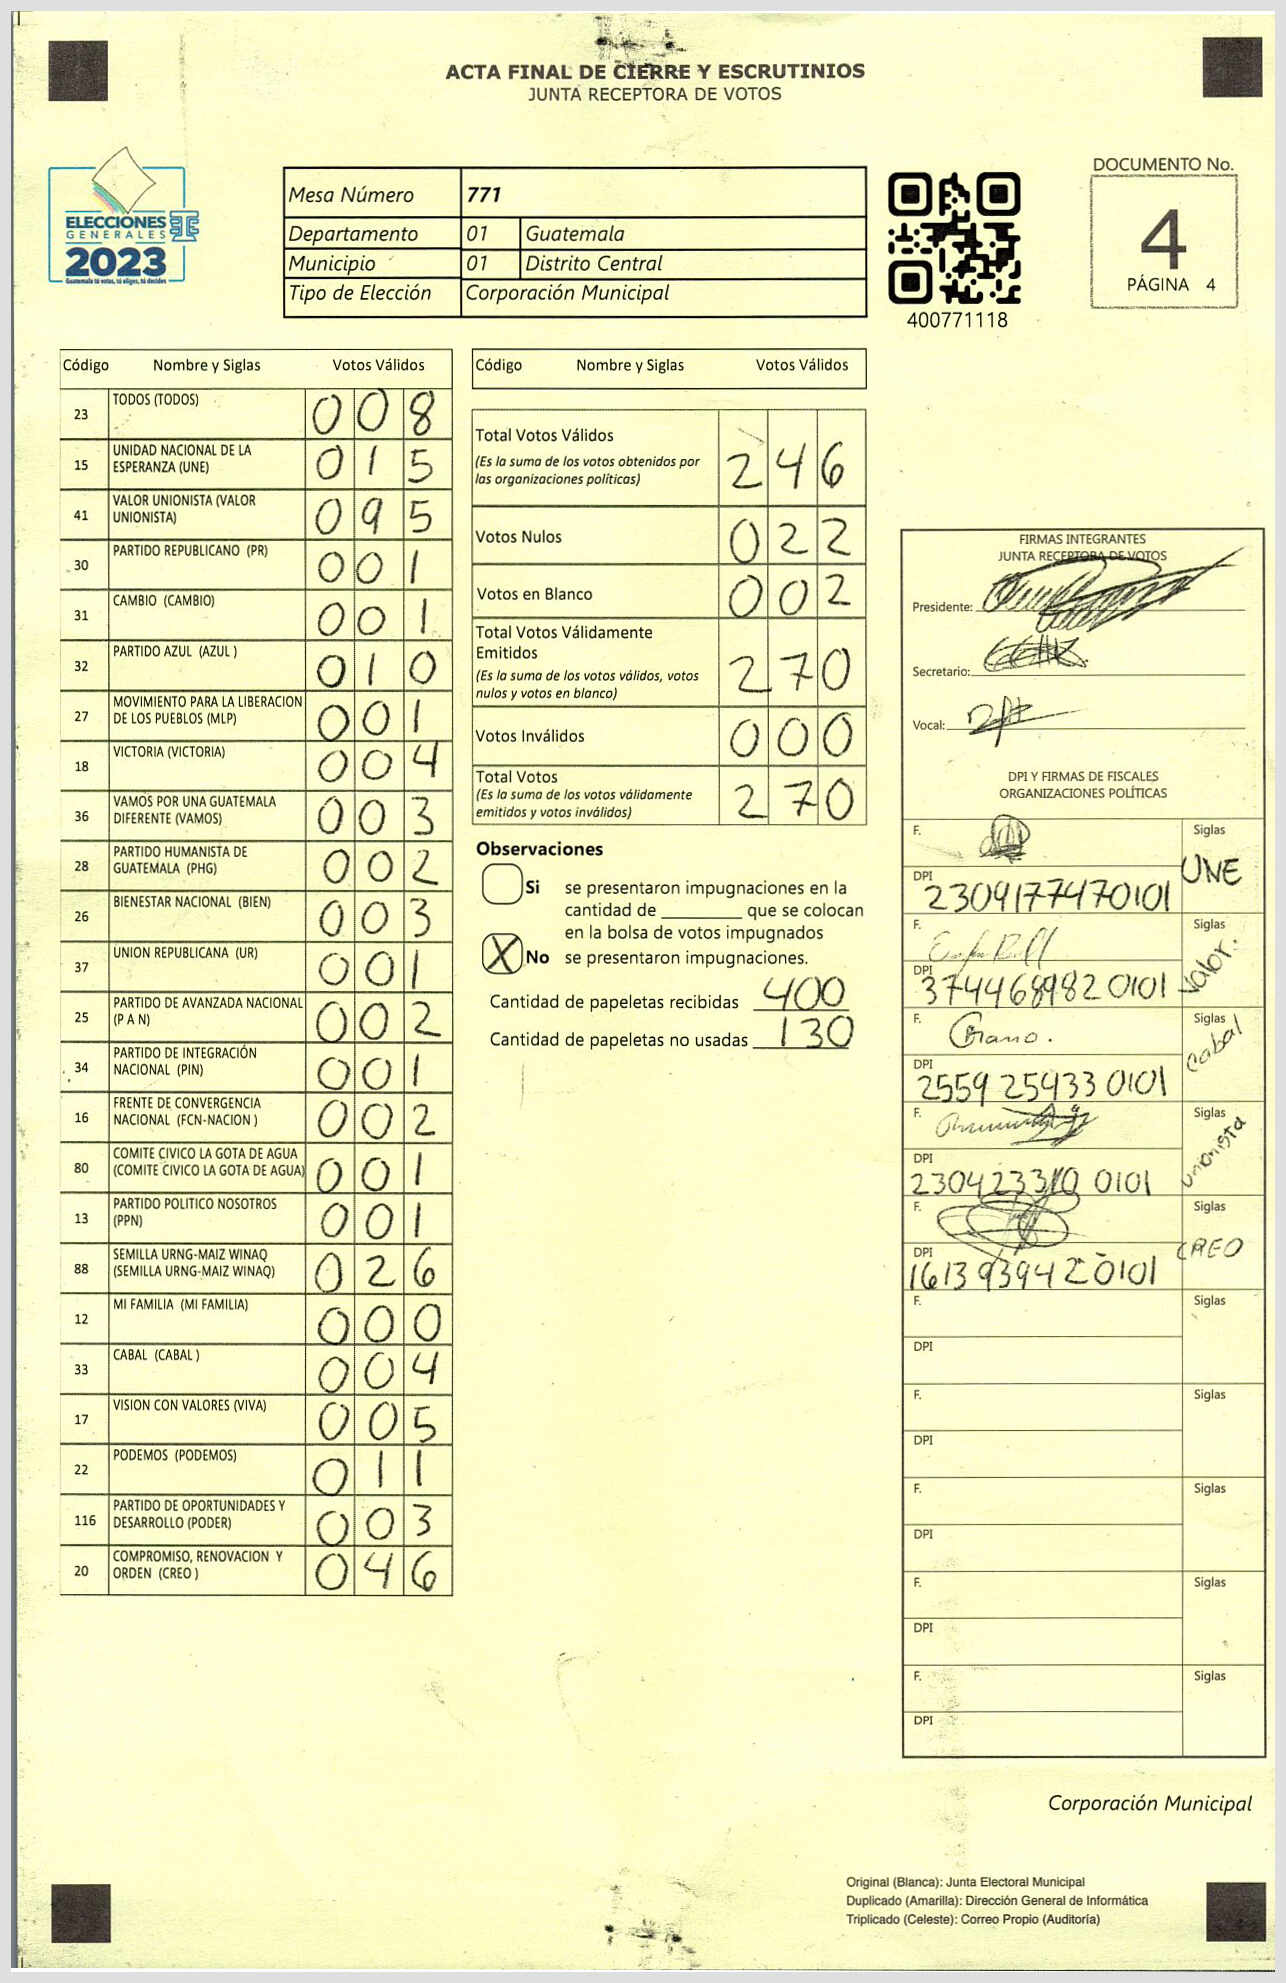 ACTA FINAL DE CIERRE Y ESCRUTINIOS
JUNTA RECEPTORA DE VOTOS
ELECCIONES
GENERALES
2023
Guatemala tú votas, tú eliges, tú decides
Mesa Número 771
Departamento 01 Guatemala
Municipio 01 Distrito Central
Tipo de Elección Corporación Municipal
400771118
DOCUMENTO No.
4
PÁGINA 4
Código Nombre y Siglas Votos Válidos
23 TODOS (TODOS) 008
15 UNIDAD NACIONAL DE LA ESPERANZA (UNE) 015
41 VALOR UNIONISTA (VALOR UNIONISTA) 095
30 PARTIDO REPUBLICANO (PR) 001
31 CAMBIO (CAMBIO) 001
32 PARTIDO AZUL (AZUL ) 010
27 MOVIMIENTO PARA LA LIBERACION DE LOS PUEBLOS (MLP) 001
18 VICTORIA (VICTORIA) 004
36 VAMOS POR UNA GUATEMALA DIFERENTE (VAMOS) 003
28 PARTIDO HUMANISTA DE GUATEMALA (PHG) 002
26 BIENESTAR NACIONAL (BIEN) 003
37 UNION REPUBLICANA (UR) 001
25 PARTIDO DE AVANZADA NACIONAL (P A N) 002
34 PARTIDO DE INTEGRACIÓN NACIONAL (PIN) 001
16 FRENTE DE CONVERGENCIA NACIONAL (FCN-NACION ) 002
80 COMITE CIVICO LA GOTA DE AGUA (COMITE CIVICO LA GOTA DE AGUA) 001
13 PARTIDO POLITICO NOSOTROS (PPN) 001
88 SEMILLA URNG-MAIZ WINAQ (SEMILLA URNG-MAIZ WINAQ) 026
12 MI FAMILIA (MI FAMILIA) 000
33 CABAL (CABAL ) 004
17 VISION CON VALORES (VIVA) 005
22 PODEMOS (PODEMOS) 011
116 PARTIDO DE OPORTUNIDADES Y DESARROLLO (PODER) 003
20 COMPROMISO, RENOVACION Y ORDEN (CREO ) 046
Código Nombre y Siglas Votos Válidos
Total Votos Válidos 246
(Es la suma de los votos obtenidos por
las organizaciones políticas)
Votos Nulos 022
Votos en Blanco 002
Total Votos Válidamente
Emitidos 270
(Es la suma de los votos válidos, votos
nulos y votos en blanco)
Votos Inválidos 000
Total Votos 270
(Es la suma de los votos válidamente
emitidos y votos inválidos)
Observaciones
Si se presentaron impugnaciones en la
cantidad de ________ que se colocan
en la bolsa de votos impugnados
X No se presentaron impugnaciones.
Cantidad de papeletas recibidas 400
Cantidad de papeletas no usadas 130
FIRMAS INTEGRANTES
JUNTA RECEPTORA DE VOTOS
Presidente:
Secretario:
Vocal:
DPI Y FIRMAS DE FISCALES
ORGANIZACIONES POLÍTICAS
F. Siglas
DPI 2309177470101 UNE
F. Siglas
DPI 3744689820101 Valor.
F. Siglas
DPI 2559 25933 0101 cabal
F. Siglas
DPI 0101 unionista
F. Siglas
DPI 1613 939420101 CREO
F. Siglas
DPI
F. Siglas
DPI
F. Siglas
DPI
F. Siglas
DPI
F. Siglas
DPI
Corporación Municipal
Original (Blanca): Junta Electoral Municipal
Duplicado (Amarilla): Dirección General de Informática
Triplicado (Celeste): Correo Propio (Auditoría)